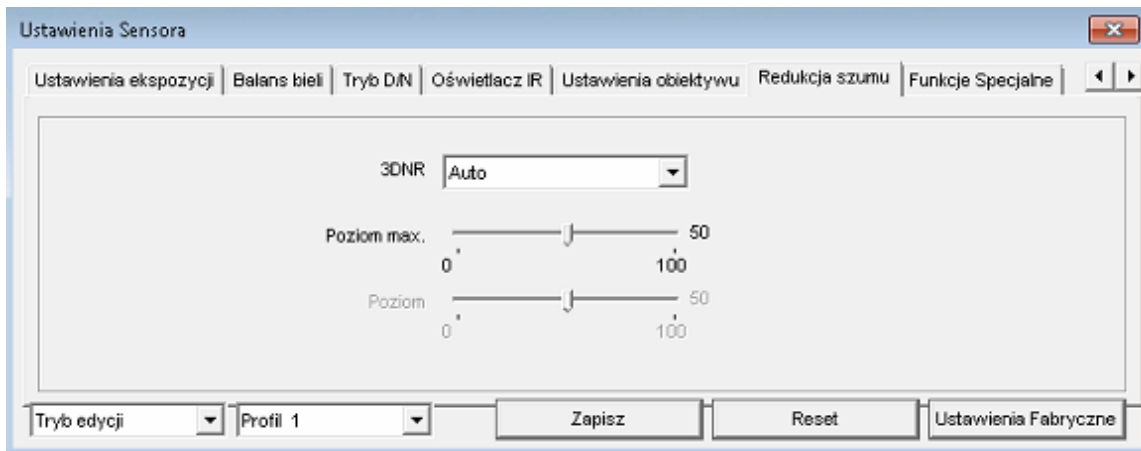 Ustawienia Sensora
Ustawienia ekspozycji Balans bieli Tryb D/N Oświetlacz IR Ustawienia obiektywu Redukcja szumu Funkcje Specjalne
3DNR Auto
Poziom max. 50
0 100
Poziom 50
0 100
Tryb edycji Profil 1 Zapisz Reset Ustawienia Fabryczne